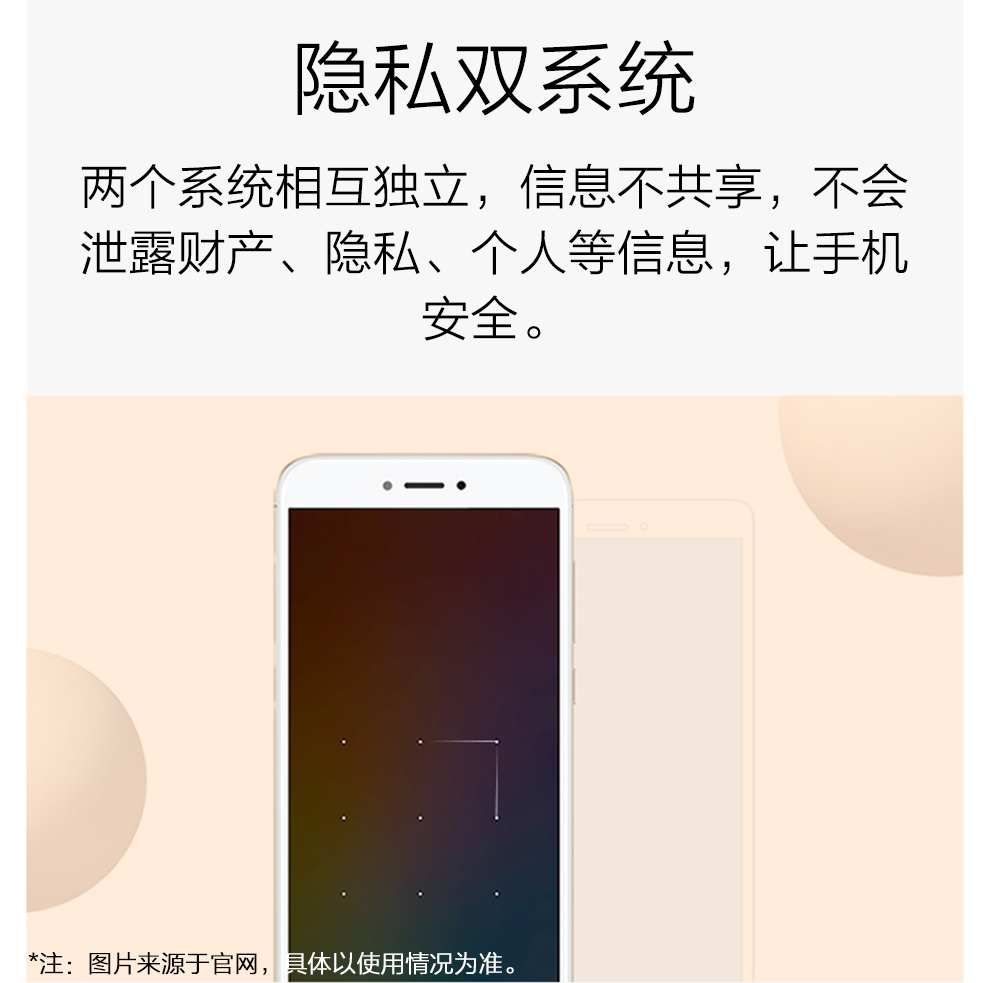 隐私双系统
两个系统相互独立，信息不共享，不会
泄露财产、隐私、个人等信息，让手机
安全。
*注：图片来源于官网，具体以使用情况为准。